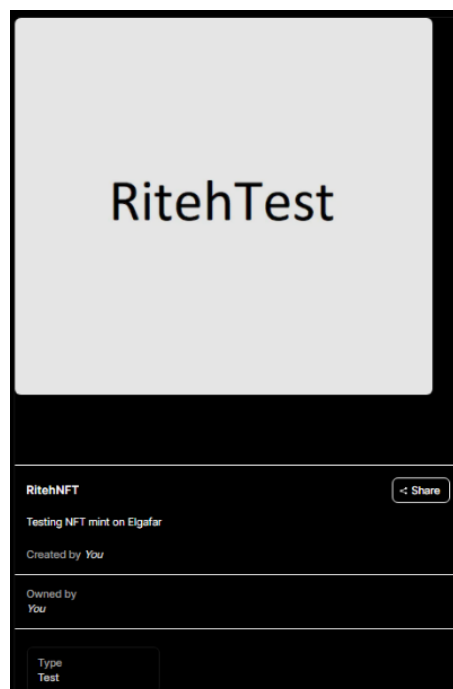 RitehTest
RitehNFT
Share
Testing NFT mint on Elgafar
Created by You
Owned by
You
Type
Test